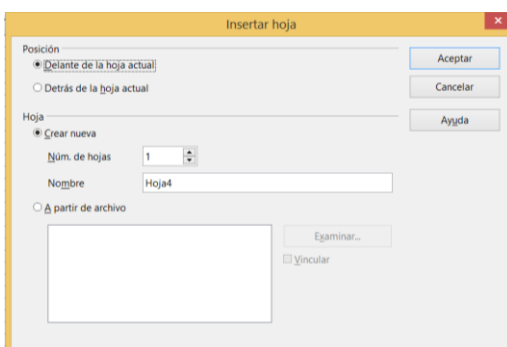 Insertar hoja
Posición
Delante de la hoja actual
Detrás de la hoja actual
Aceptar
Cancelar
Ayuda
Hoja
Crear nueva
Núm. de hojas 1
Nombre Hoja4
A partir de archivo
Examinar...
Vincular